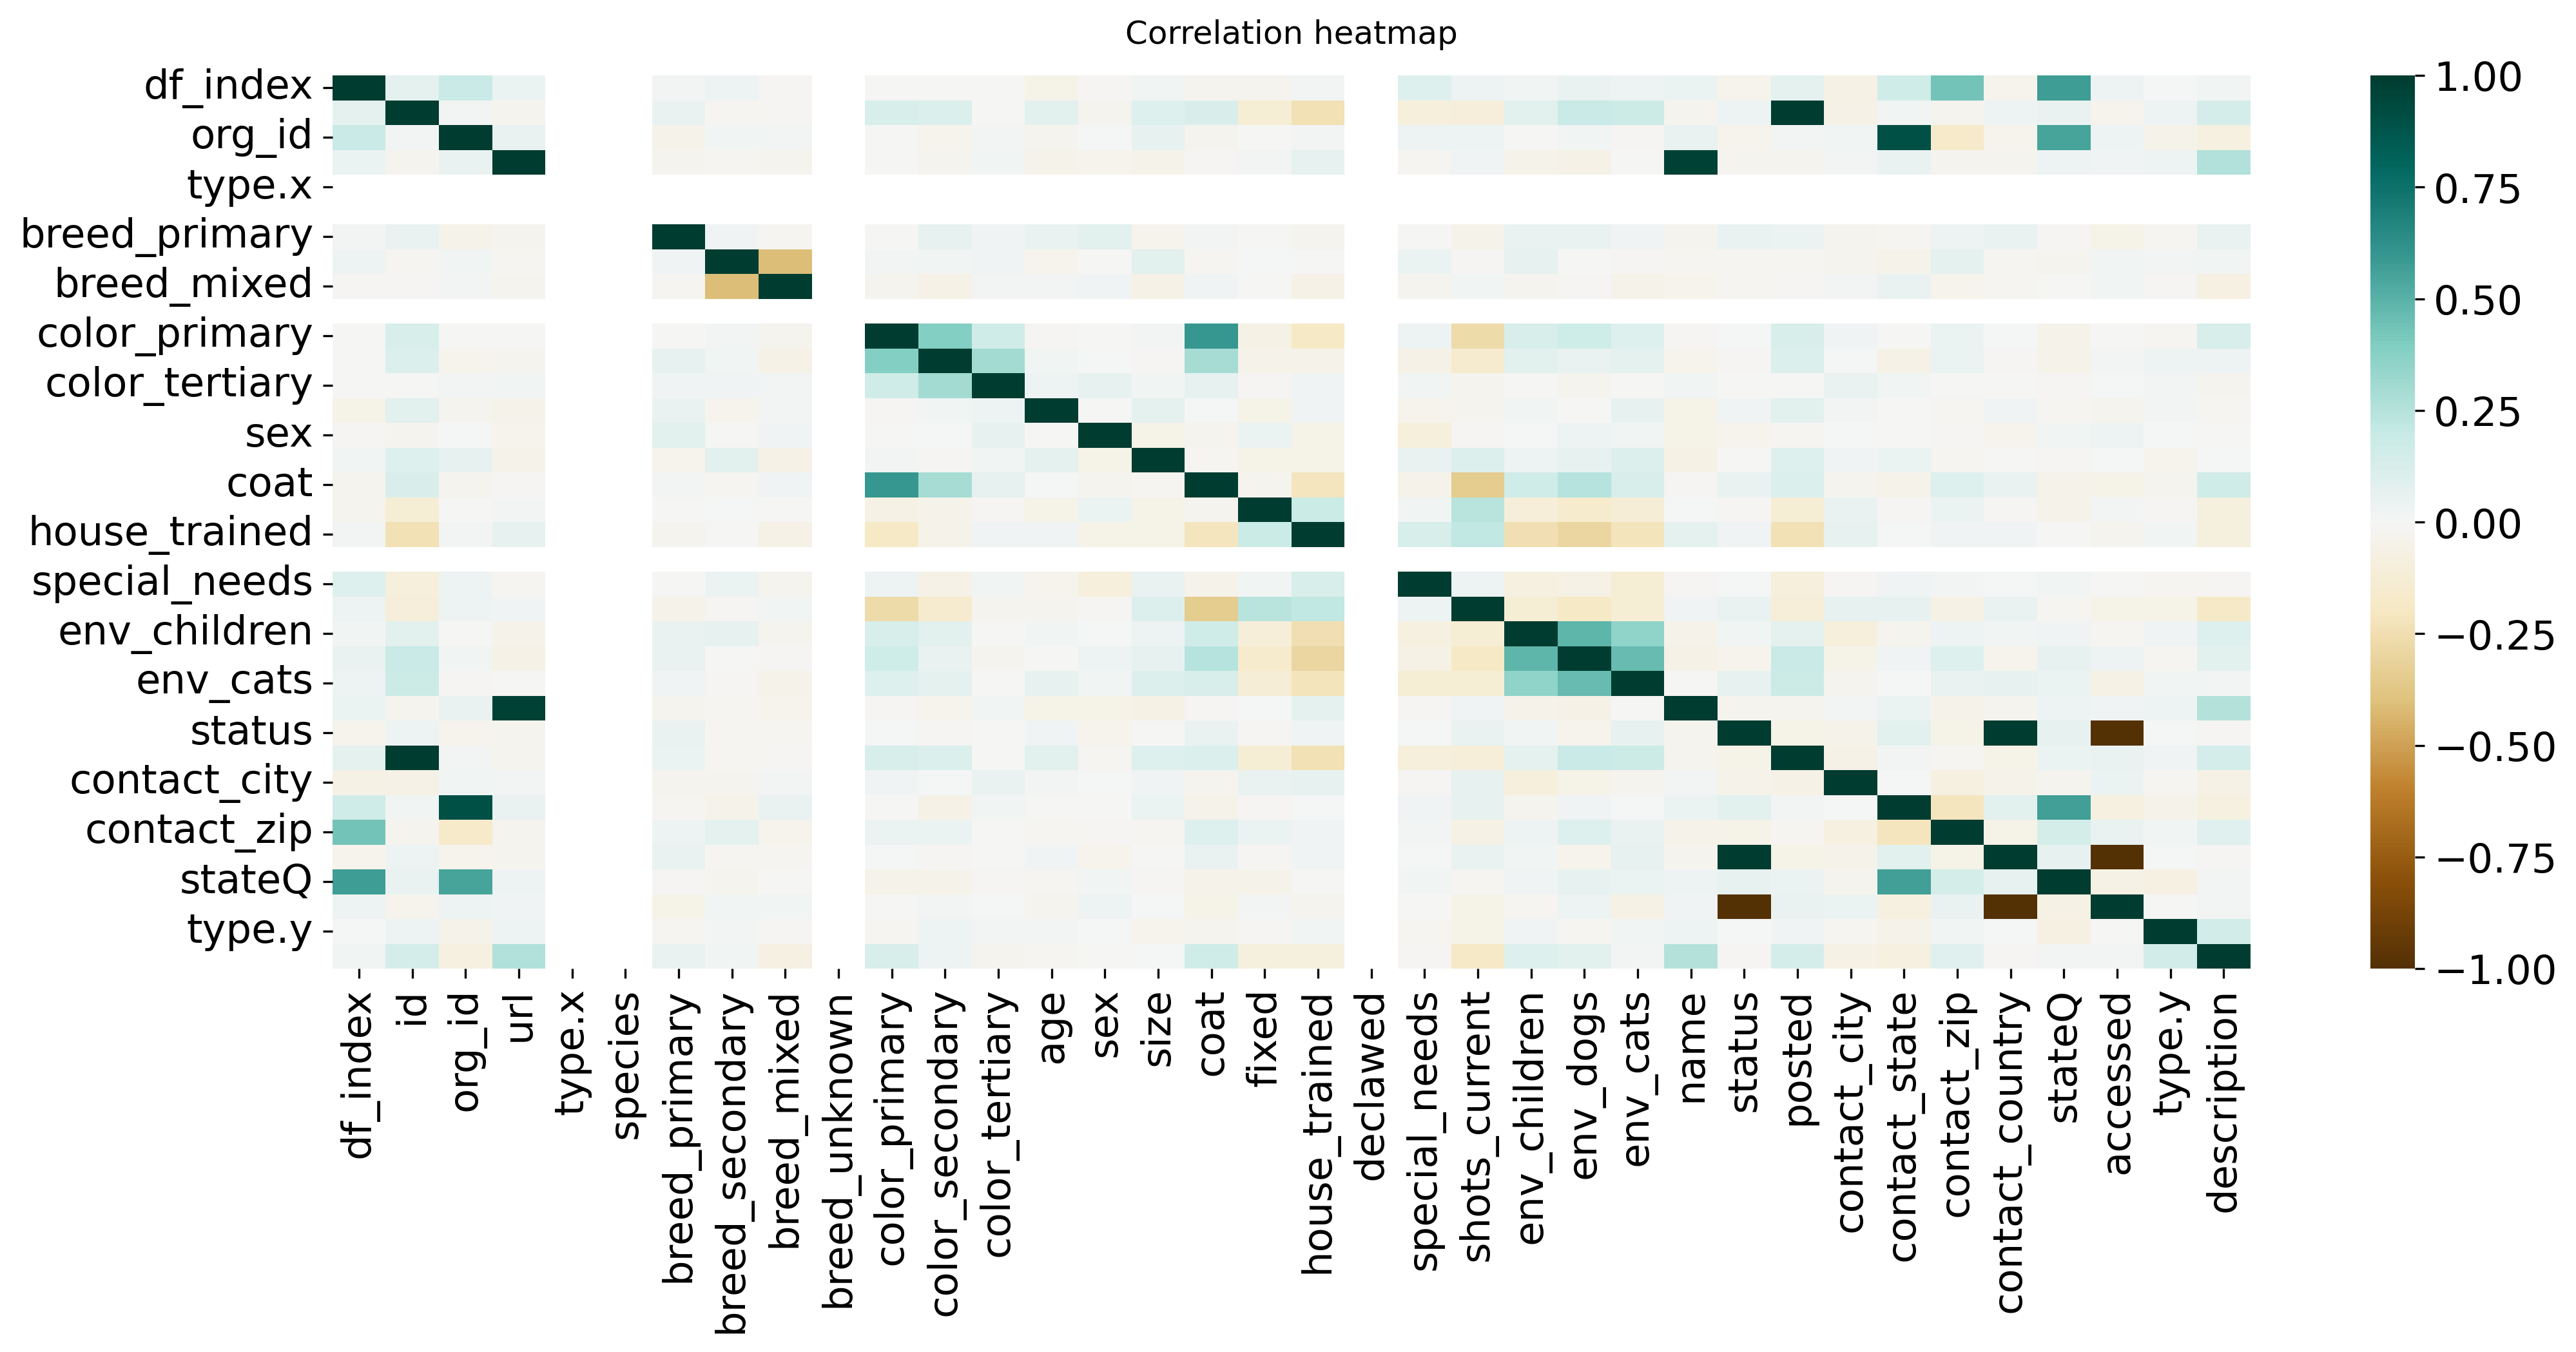 Correlation heatmap
df_index
org_id
type.x
breed_primary
breed_mixed
color_primary
color_tertiary
sex
coat
house_trained
special_needs
env_children
env_cats
status
contact_city
contact_zip
stateQ
type.y
df_index
id
org_id
url
type.x
species
breed_primary
breed_secondary
breed_mixed
breed_unknown
color_primary
color_secondary
color_tertiary
age
sex
size
coat
fixed
house_trained
declawed
special_needs
shots_current
env_children
env_dogs
env_cats
name
status
posted
contact_city
contact_state
contact_zip
contact_country
stateQ
accessed
type.y
description
1.00
0.75
0.50
0.25
0.00
−0.25
−0.50
−0.75
−1.00